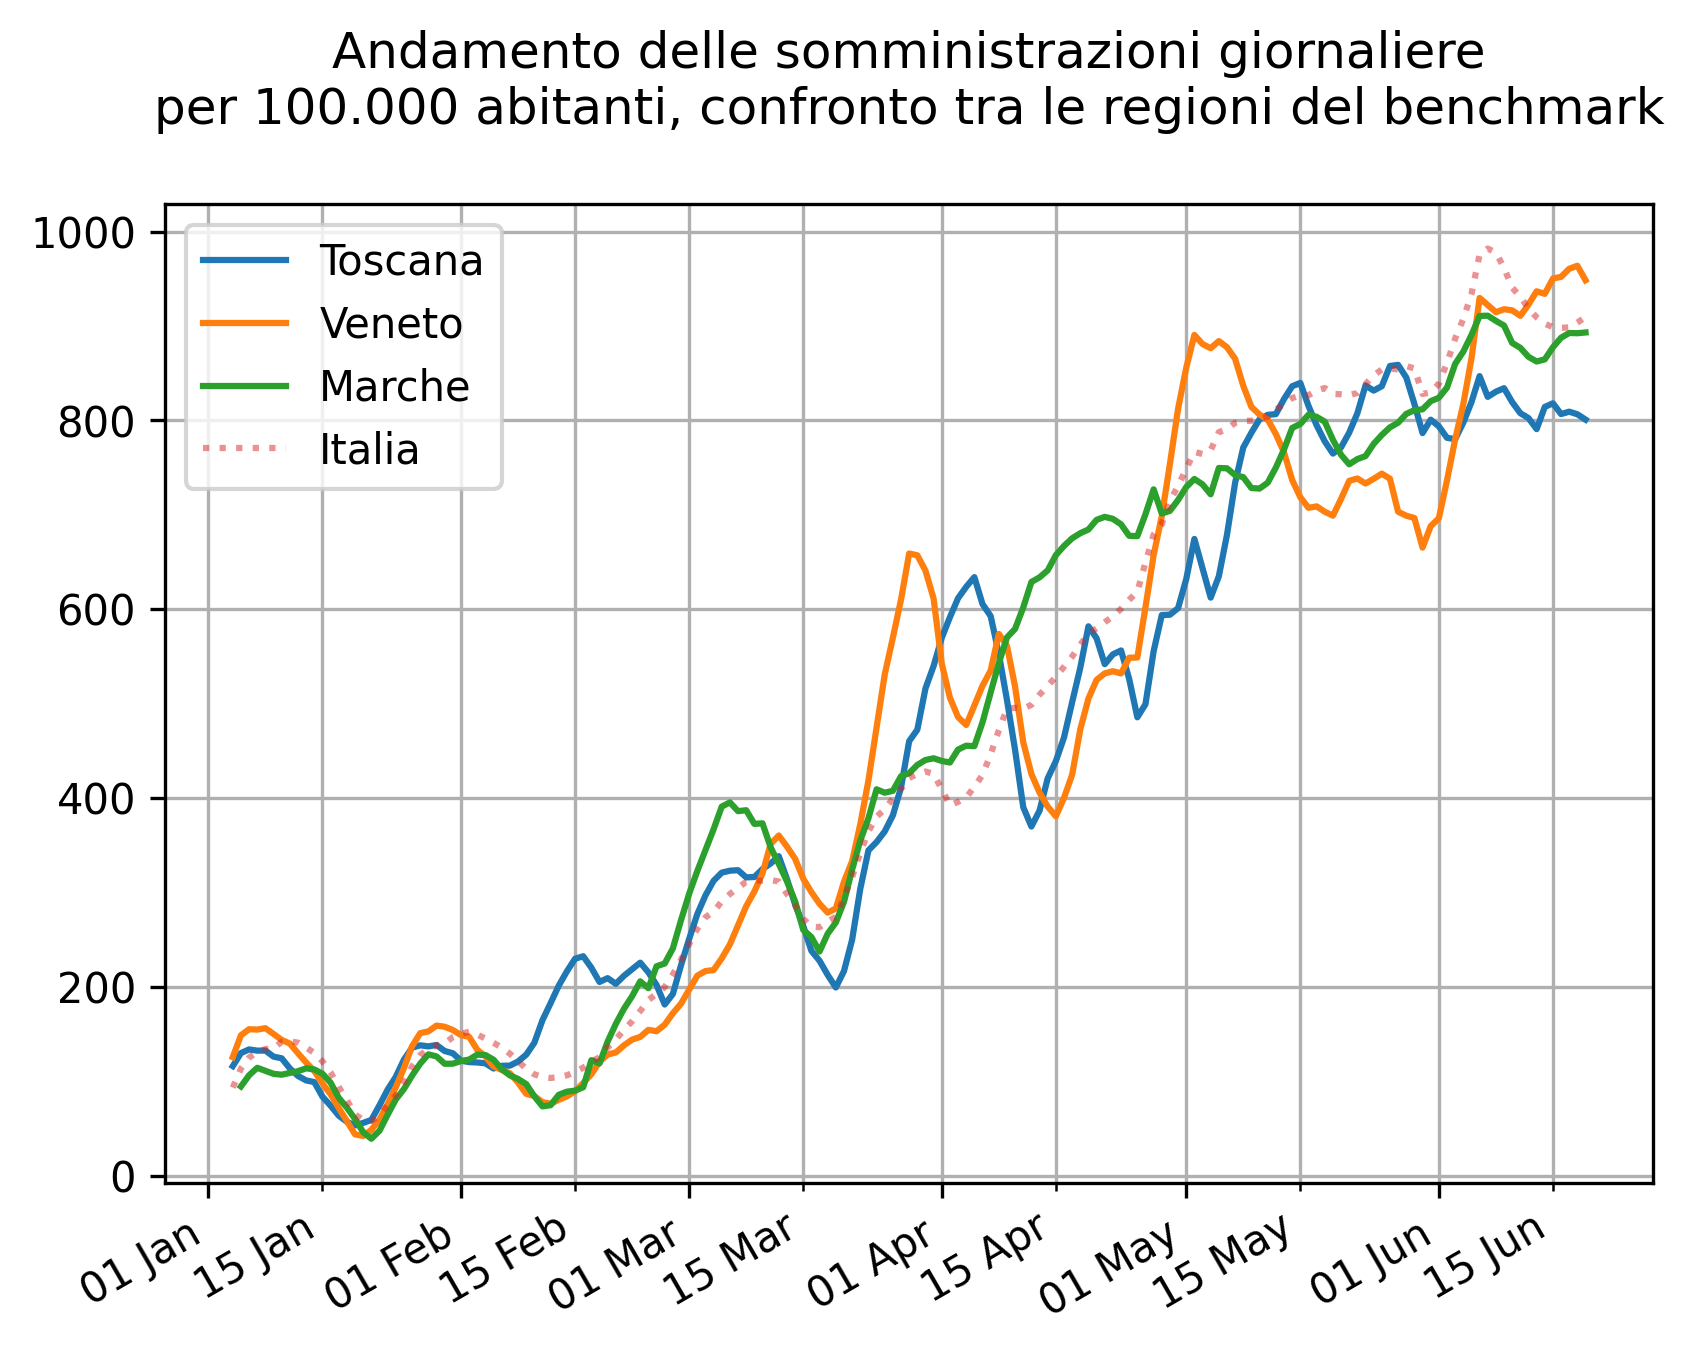 Andamento delle somministrazioni giornaliere
per 100.000 abitanti, confronto tra le regioni del benchmark
1000
800
600
400
200
0
Toscana
Veneto
Marche
Italia
01 Jan
15 Jan
01 Feb
15 Feb
01 Mar
15 Mar
01 Apr
15 Apr
01 May
15 May
01 Jun
15 Jun